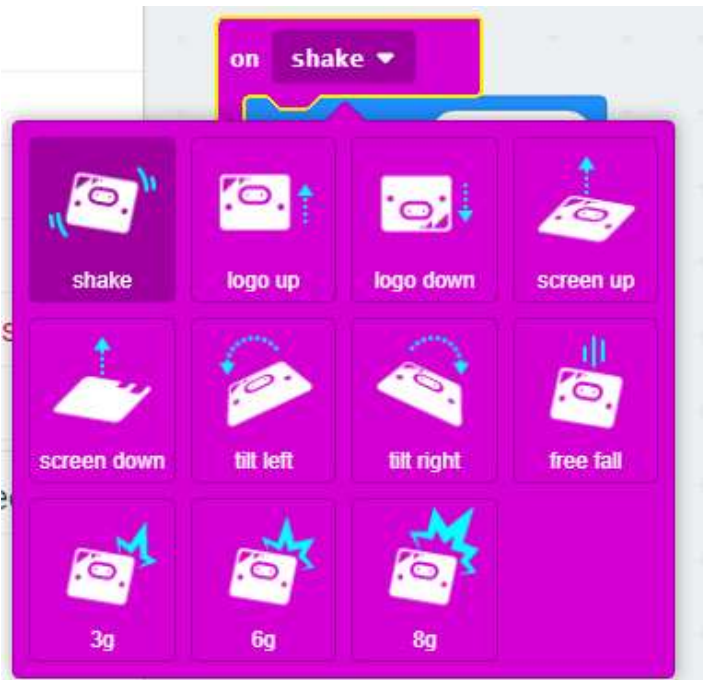 on shake
shake
logo up
logo down
screen up
screen down
tilt left
tilt right
free fall
3g
6g
8g